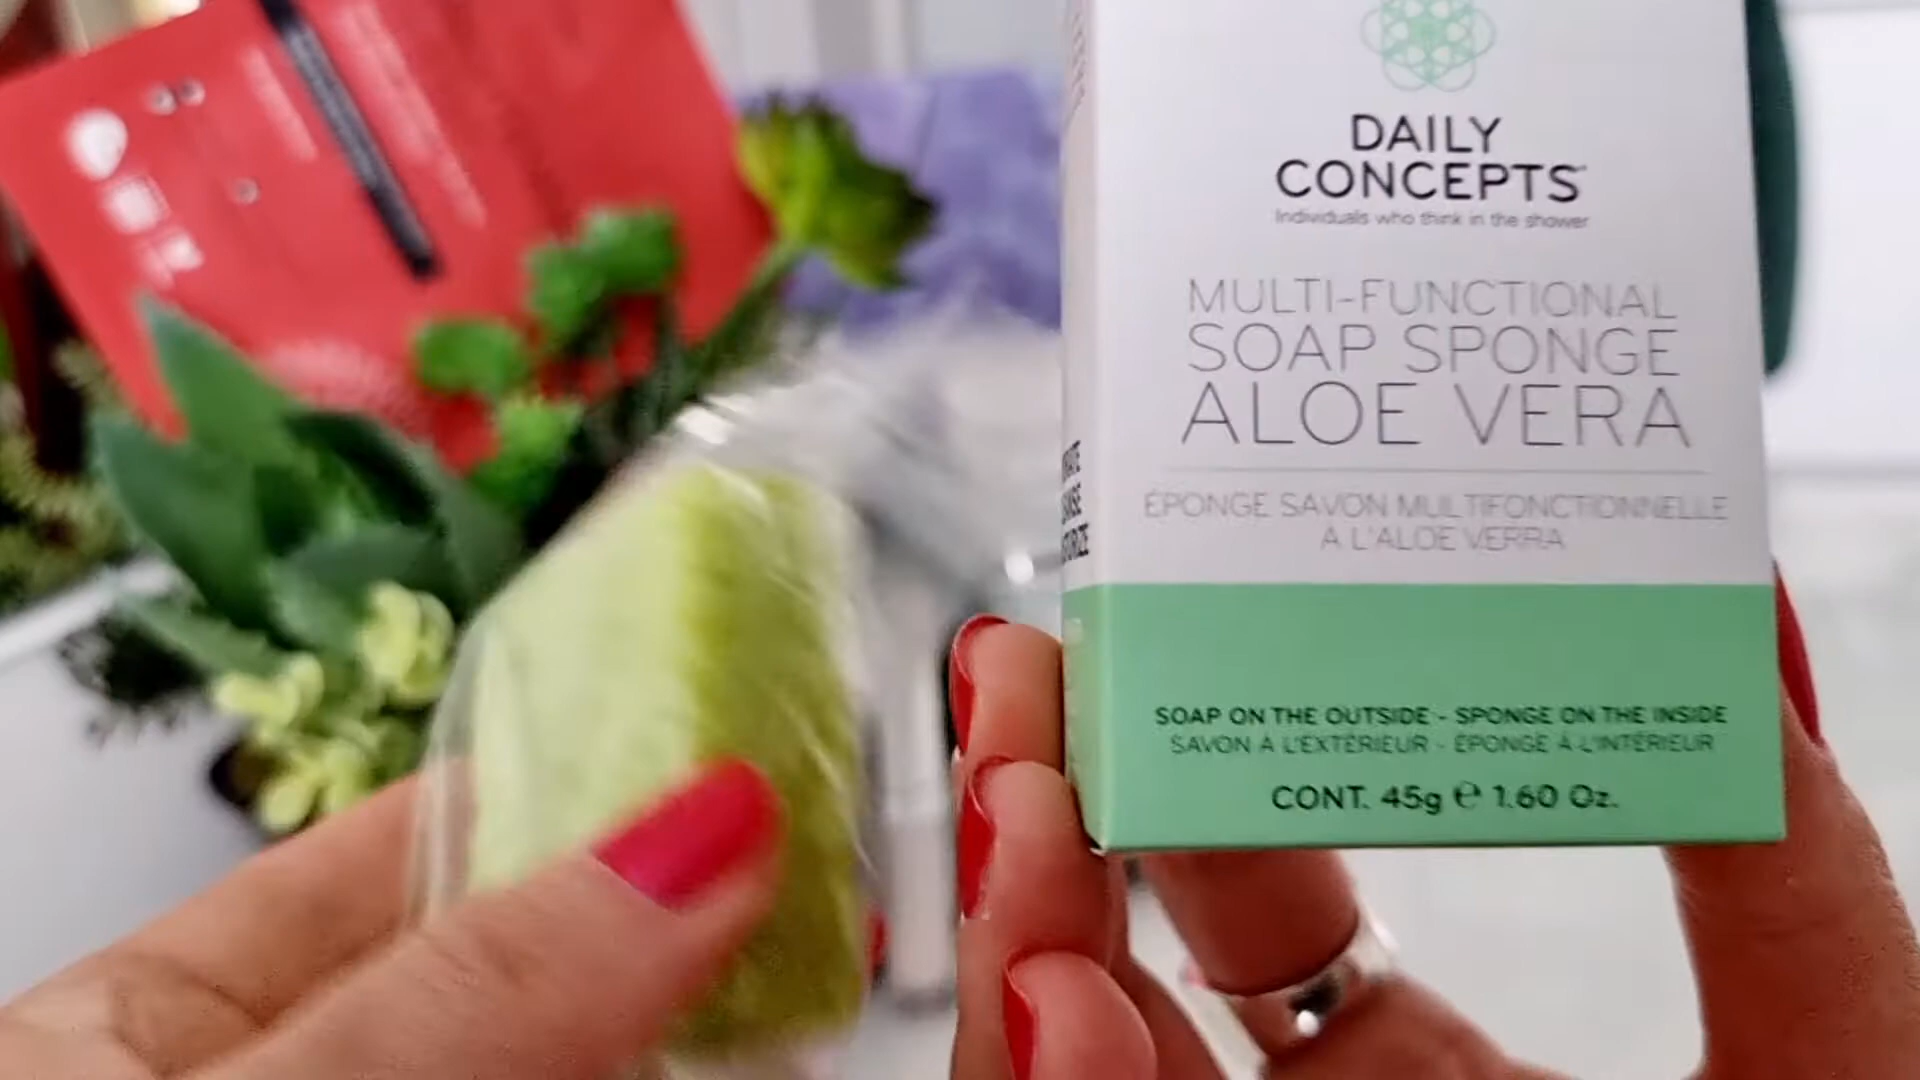 DAILY
CONCEPTS
Individuals who think in the shower
MULTI-FUNCTIONAL
SOAP SPONGE
ALOE VERA
ÉPONGE SAVON MULTIFONCTIONNELLE
A L'ALOE VERRA
SOAP ON THE OUTSIDE - SPONGE ON THE INSIDE
SAVON À L'EXTÉRIEUR - ÉPONGE À L'INTÉRIEUR
CONT. 45g ℮ 1.60 Oz.